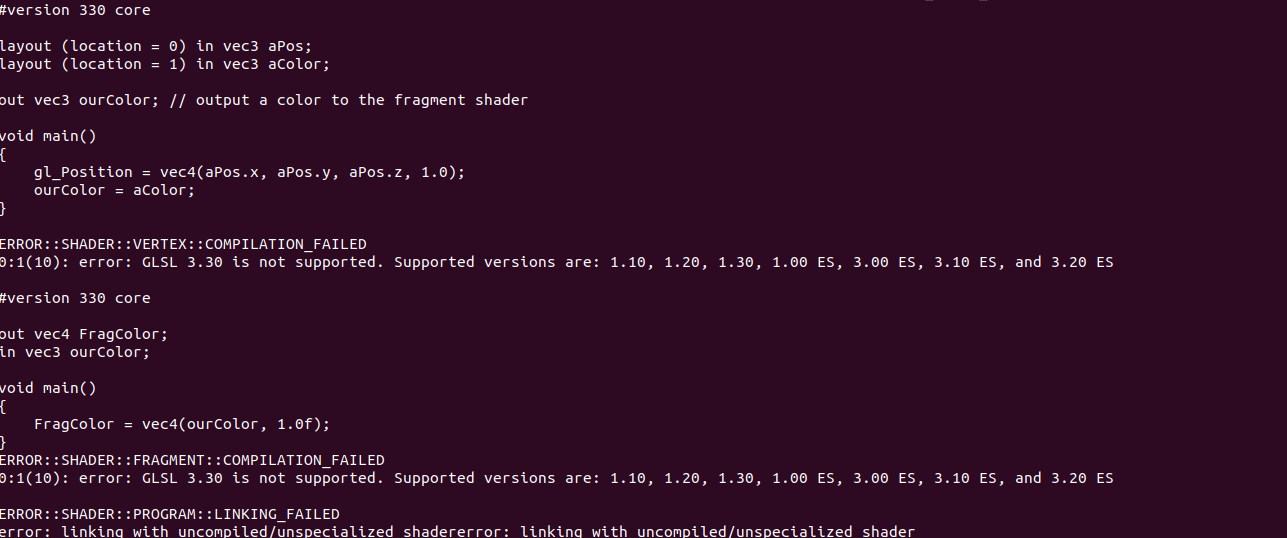 #version 330 core
layout (location = 0) in vec3 aPos;
layout (location = 1) in vec3 aColor;
out vec3 ourColor; // output a color to the fragment shader
void main()
{
    gl_Position = vec4(aPos.x, aPos.y, aPos.z, 1.0);
    ourColor = aColor;
}
ERROR::SHADER::VERTEX::COMPILATION_FAILED
0:1(10): error: GLSL 3.30 is not supported. Supported versions are: 1.10, 1.20, 1.30, 1.00 ES, 3.00 ES, 3.10 ES, and 3.20 ES
#version 330 core
out vec4 FragColor;
in vec3 ourColor;
void main()
{
    FragColor = vec4(ourColor, 1.0f);
}
ERROR::SHADER::FRAGMENT::COMPILATION_FAILED
0:1(10): error: GLSL 3.30 is not supported. Supported versions are: 1.10, 1.20, 1.30, 1.00 ES, 3.00 ES, 3.10 ES, and 3.20 ES
ERROR::SHADER::PROGRAM::LINKING_FAILED
error: linking with uncompiled/unspecialized shadererror: linking with uncompiled/unspecialized shader